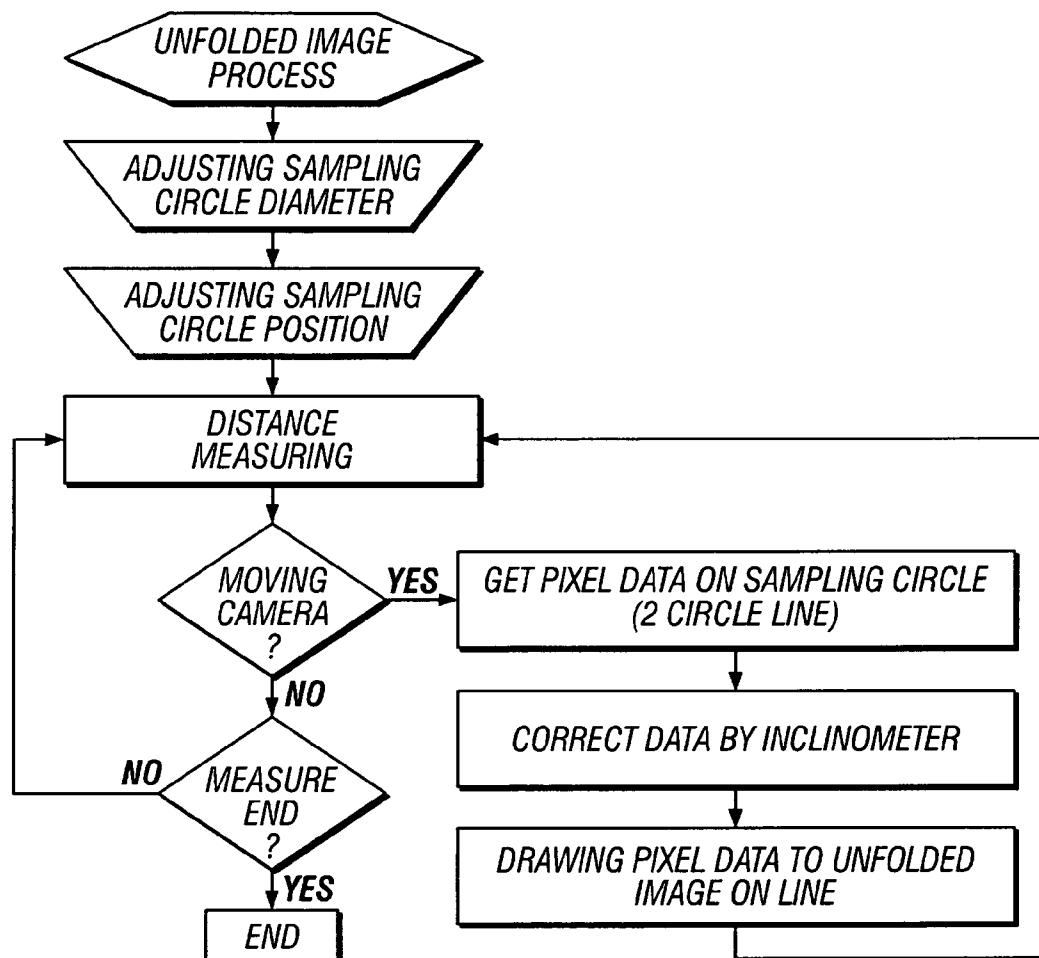 UNFOLDED IMAGE
PROCESS
ADJUSTING SAMPLING
CIRCLE DIAMETER
ADJUSTING SAMPLING
CIRCLE POSITION
DISTANCE
MEASURING
MOVING
CAMERA
?
YES
NO
GET PIXEL DATA ON SAMPLING CIRCLE
(2 CIRCLE LINE)
CORRECT DATA BY INCLINOMETER
DRAWING PIXEL DATA TO UNFOLDED
IMAGE ON LINE
MEASURE
END
?
NO
YES
END